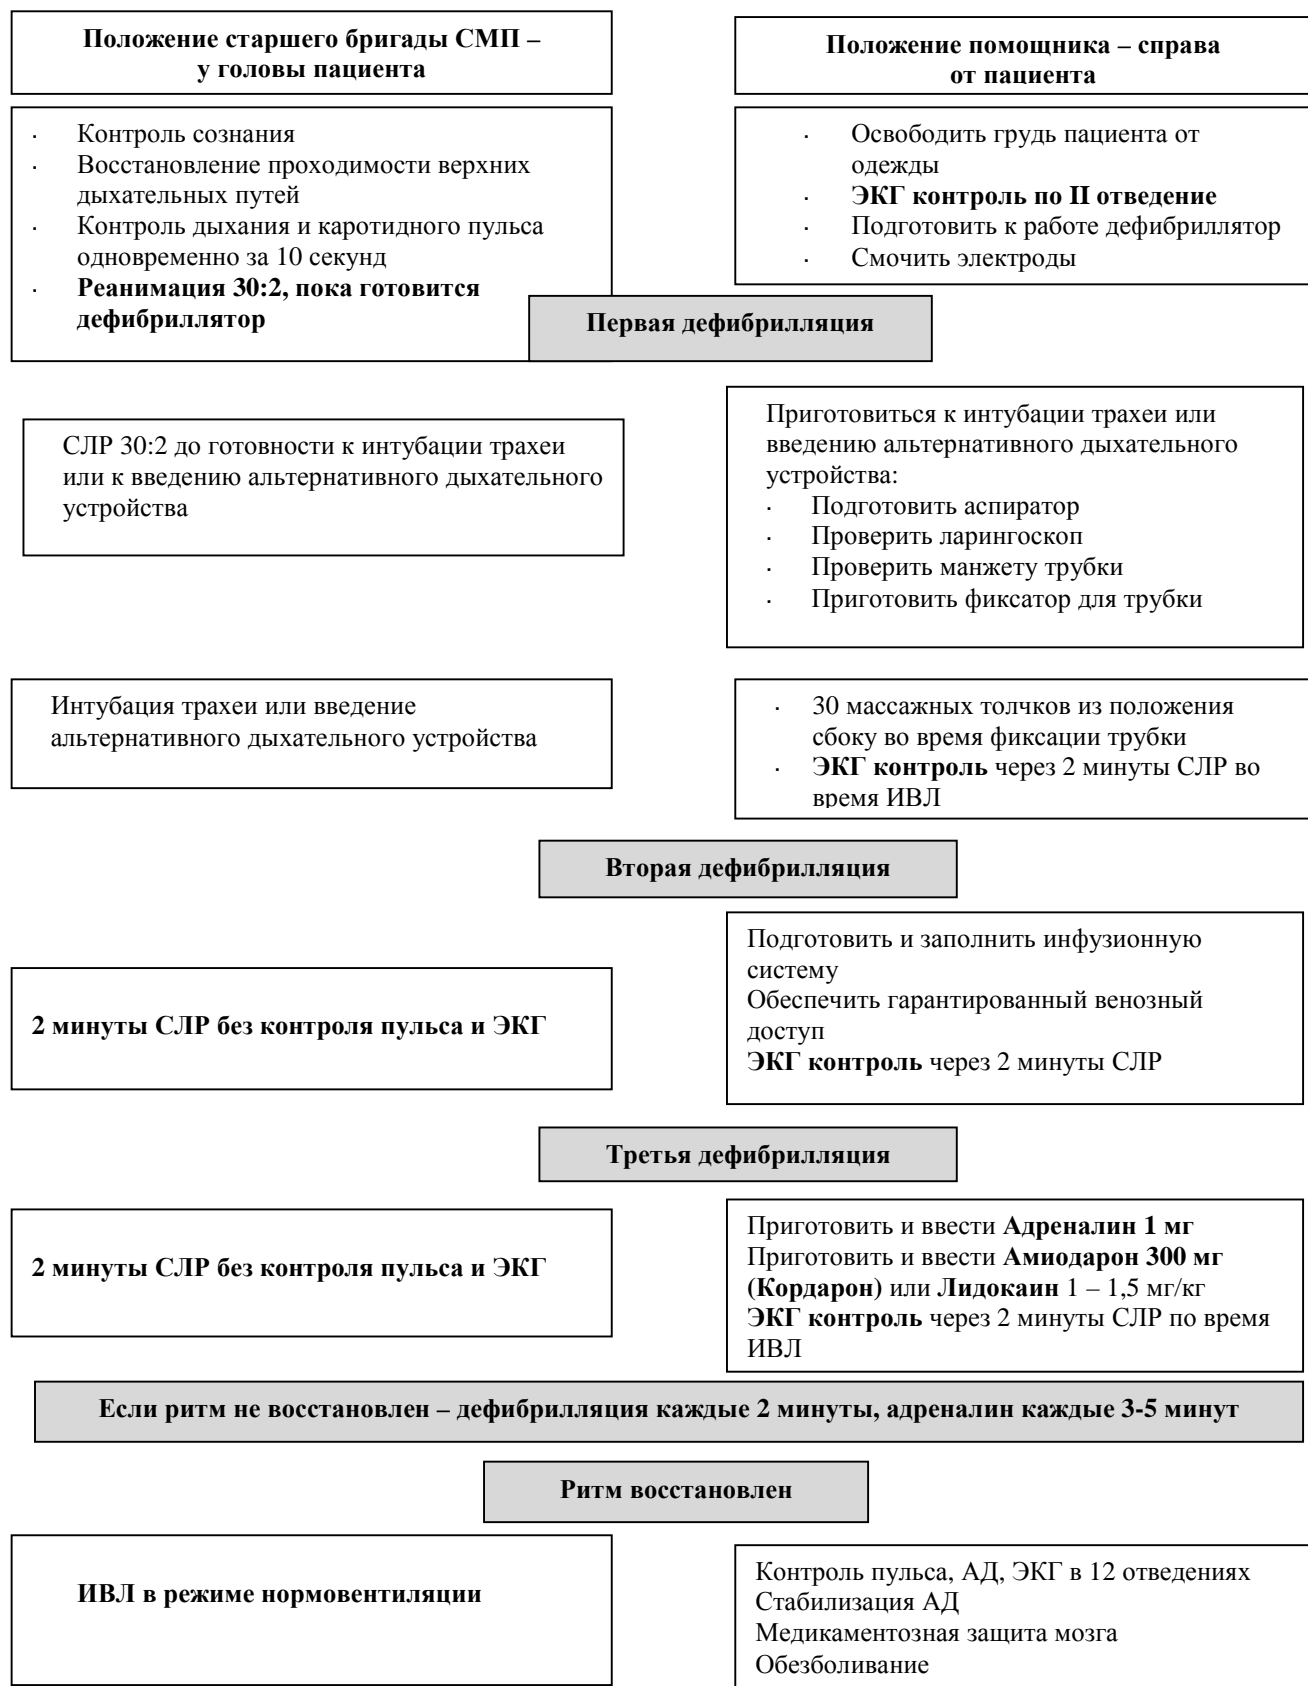 Положение старшего бригады СМП –
у головы пациента
Положение помощника – справа
от пациента
· Контроль сознания
· Восстановление проходимости верхних
дыхательных путей
· Контроль дыхания и каротидного пульса
одновременно за 10 секунд
· Реанимация 30:2, пока готовится
дефибриллятор
· Освободить грудь пациента от
одежды
· ЭКГ контроль по II отведение
· Подготовить к работе дефибриллятор
· Смочить электроды
Первая дефибрилляция
СЛР 30:2 до готовности к интубации трахеи
или к введению альтернативного дыхательного
устройства
Приготовиться к интубации трахеи или
введению альтернативного дыхательного
устройства:
· Подготовить аспиратор
· Проверить ларингоскоп
· Проверить манжету трубки
· Приготовить фиксатор для трубки
Интубация трахеи или введение
альтернативного дыхательного устройства
· 30 массажных толчков из положения
сбоку во время фиксации трубки
· ЭКГ контроль через 2 минуты СЛР во
время ИВЛ
Вторая дефибрилляция
2 минуты СЛР без контроля пульса и ЭКГ
Подготовить и заполнить инфузионную
систему
Обеспечить гарантированный венозный
доступ
ЭКГ контроль через 2 минуты СЛР
Третья дефибрилляция
2 минуты СЛР без контроля пульса и ЭКГ
Приготовить и ввести Адреналин 1 мг
Приготовить и ввести Амиодарон 300 мг
(Кордарон) или Лидокаин 1 – 1,5 мг/кг
ЭКГ контроль через 2 минуты СЛР по время
ИВЛ
Если ритм не восстановлен – дефибрилляция каждые 2 минуты, адреналин каждые 3-5 минут
Ритм восстановлен
ИВЛ в режиме нормовентиляции
Контроль пульса, АД, ЭКГ в 12 отведениях
Стабилизация АД
Медикаментозная защита мозга
Обезболивание